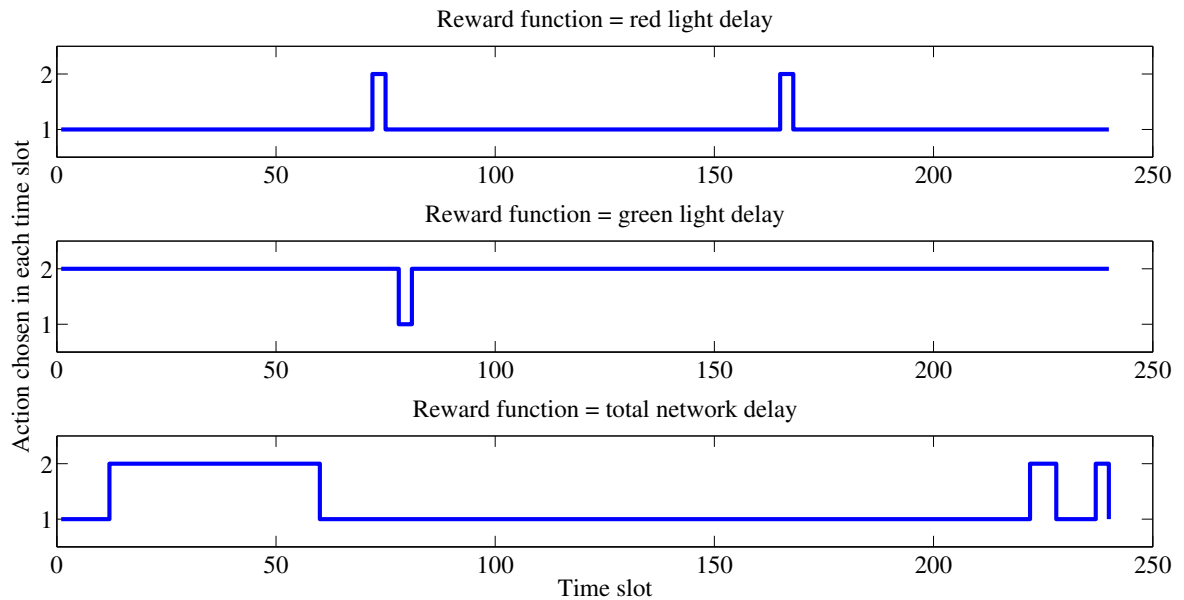 Reward function = red light delay
2
1
0 50 100 150 200 250
Reward function = green light delay
2
1
0 50 100 150 200 250
Reward function = total network delay
2
1
0 50 100 150 200 250
Time slot
Action chosen in each time slot